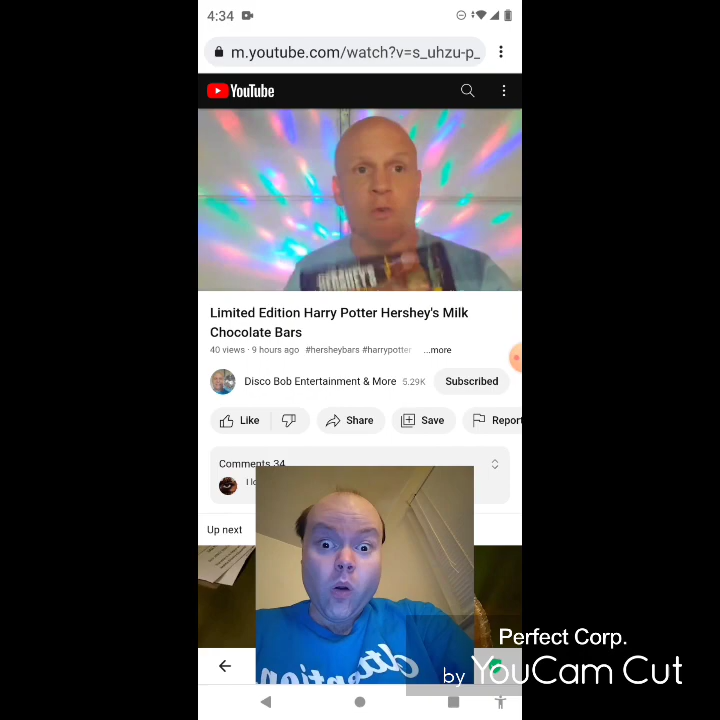 4:34
m.youtube.com/watch?v=s_uhzu-p_
YouTube
HERSHEY'S
Limited Edition Harry Potter Hershey's Milk
Chocolate Bars
40 views · 9 hours ago #hersheybars #harrypotter ...more
Disco Bob Entertainment & More 5.29K Subscribed
Like Share Save Report
Comments 34
Up next
Perfect Corp.
by YouCam Cut